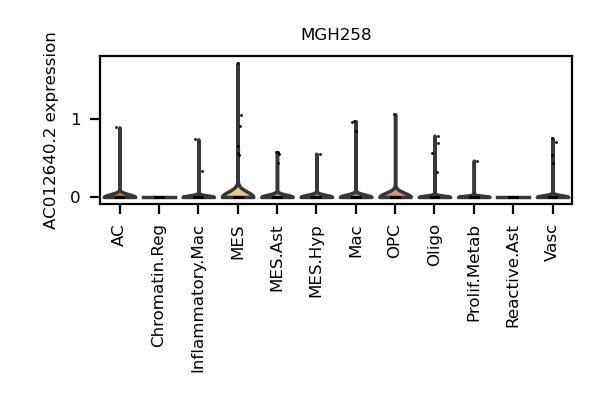 MGH258
AC012640.2 expression
1
0
AC
Chromatin.Reg
Inflammatory.Mac
MES
MES.Ast
MES.Hyp
Mac
OPC
Oligo
Prolif.Metab
Reactive.Ast
Vasc